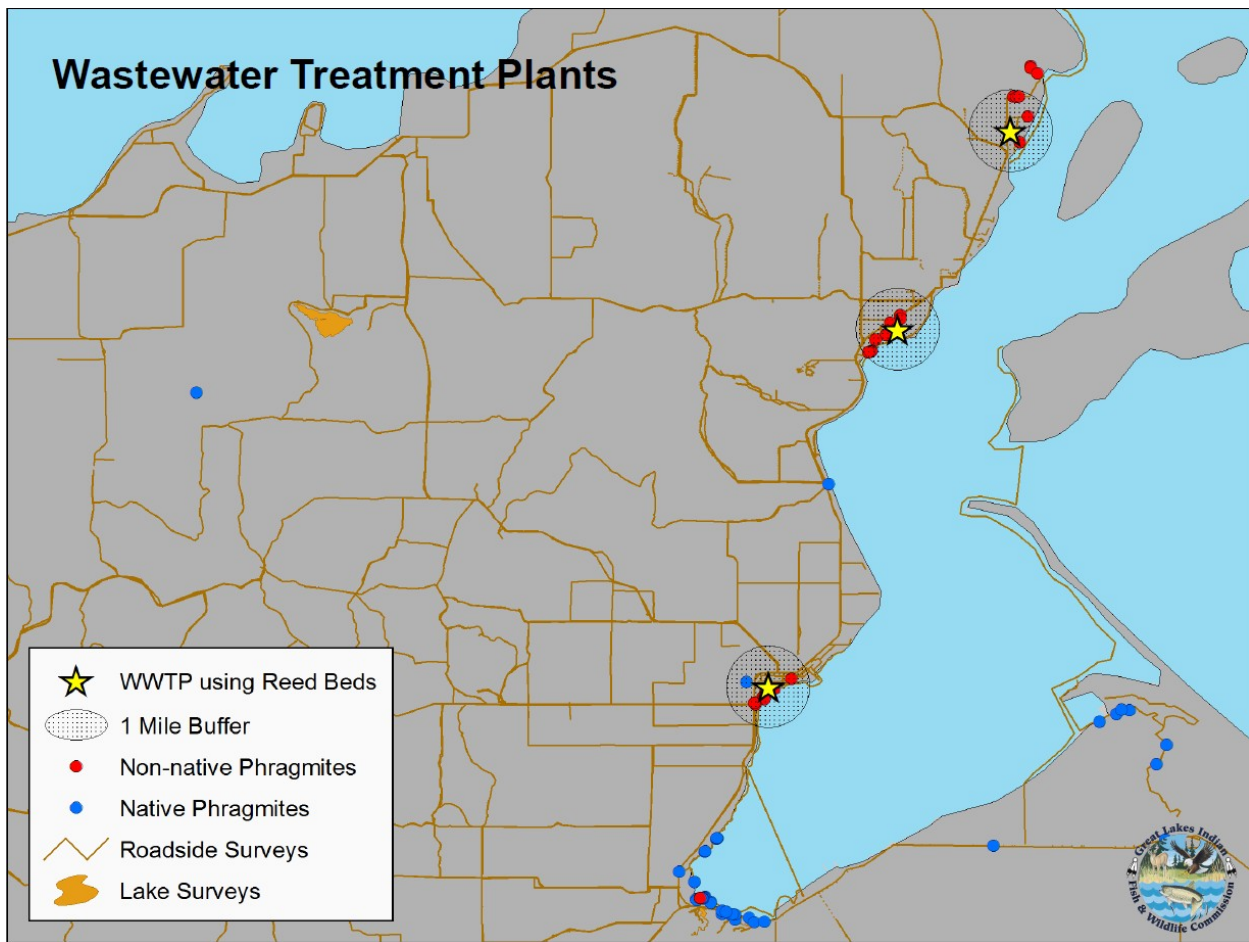 Wastewater Treatment Plants
WWTP using Reed Beds
1 Mile Buffer
Non-native Phragmites
Native Phragmites
Roadside Surveys
Lake Surveys
Great Lakes Indian
Fish & Wildlife Commission